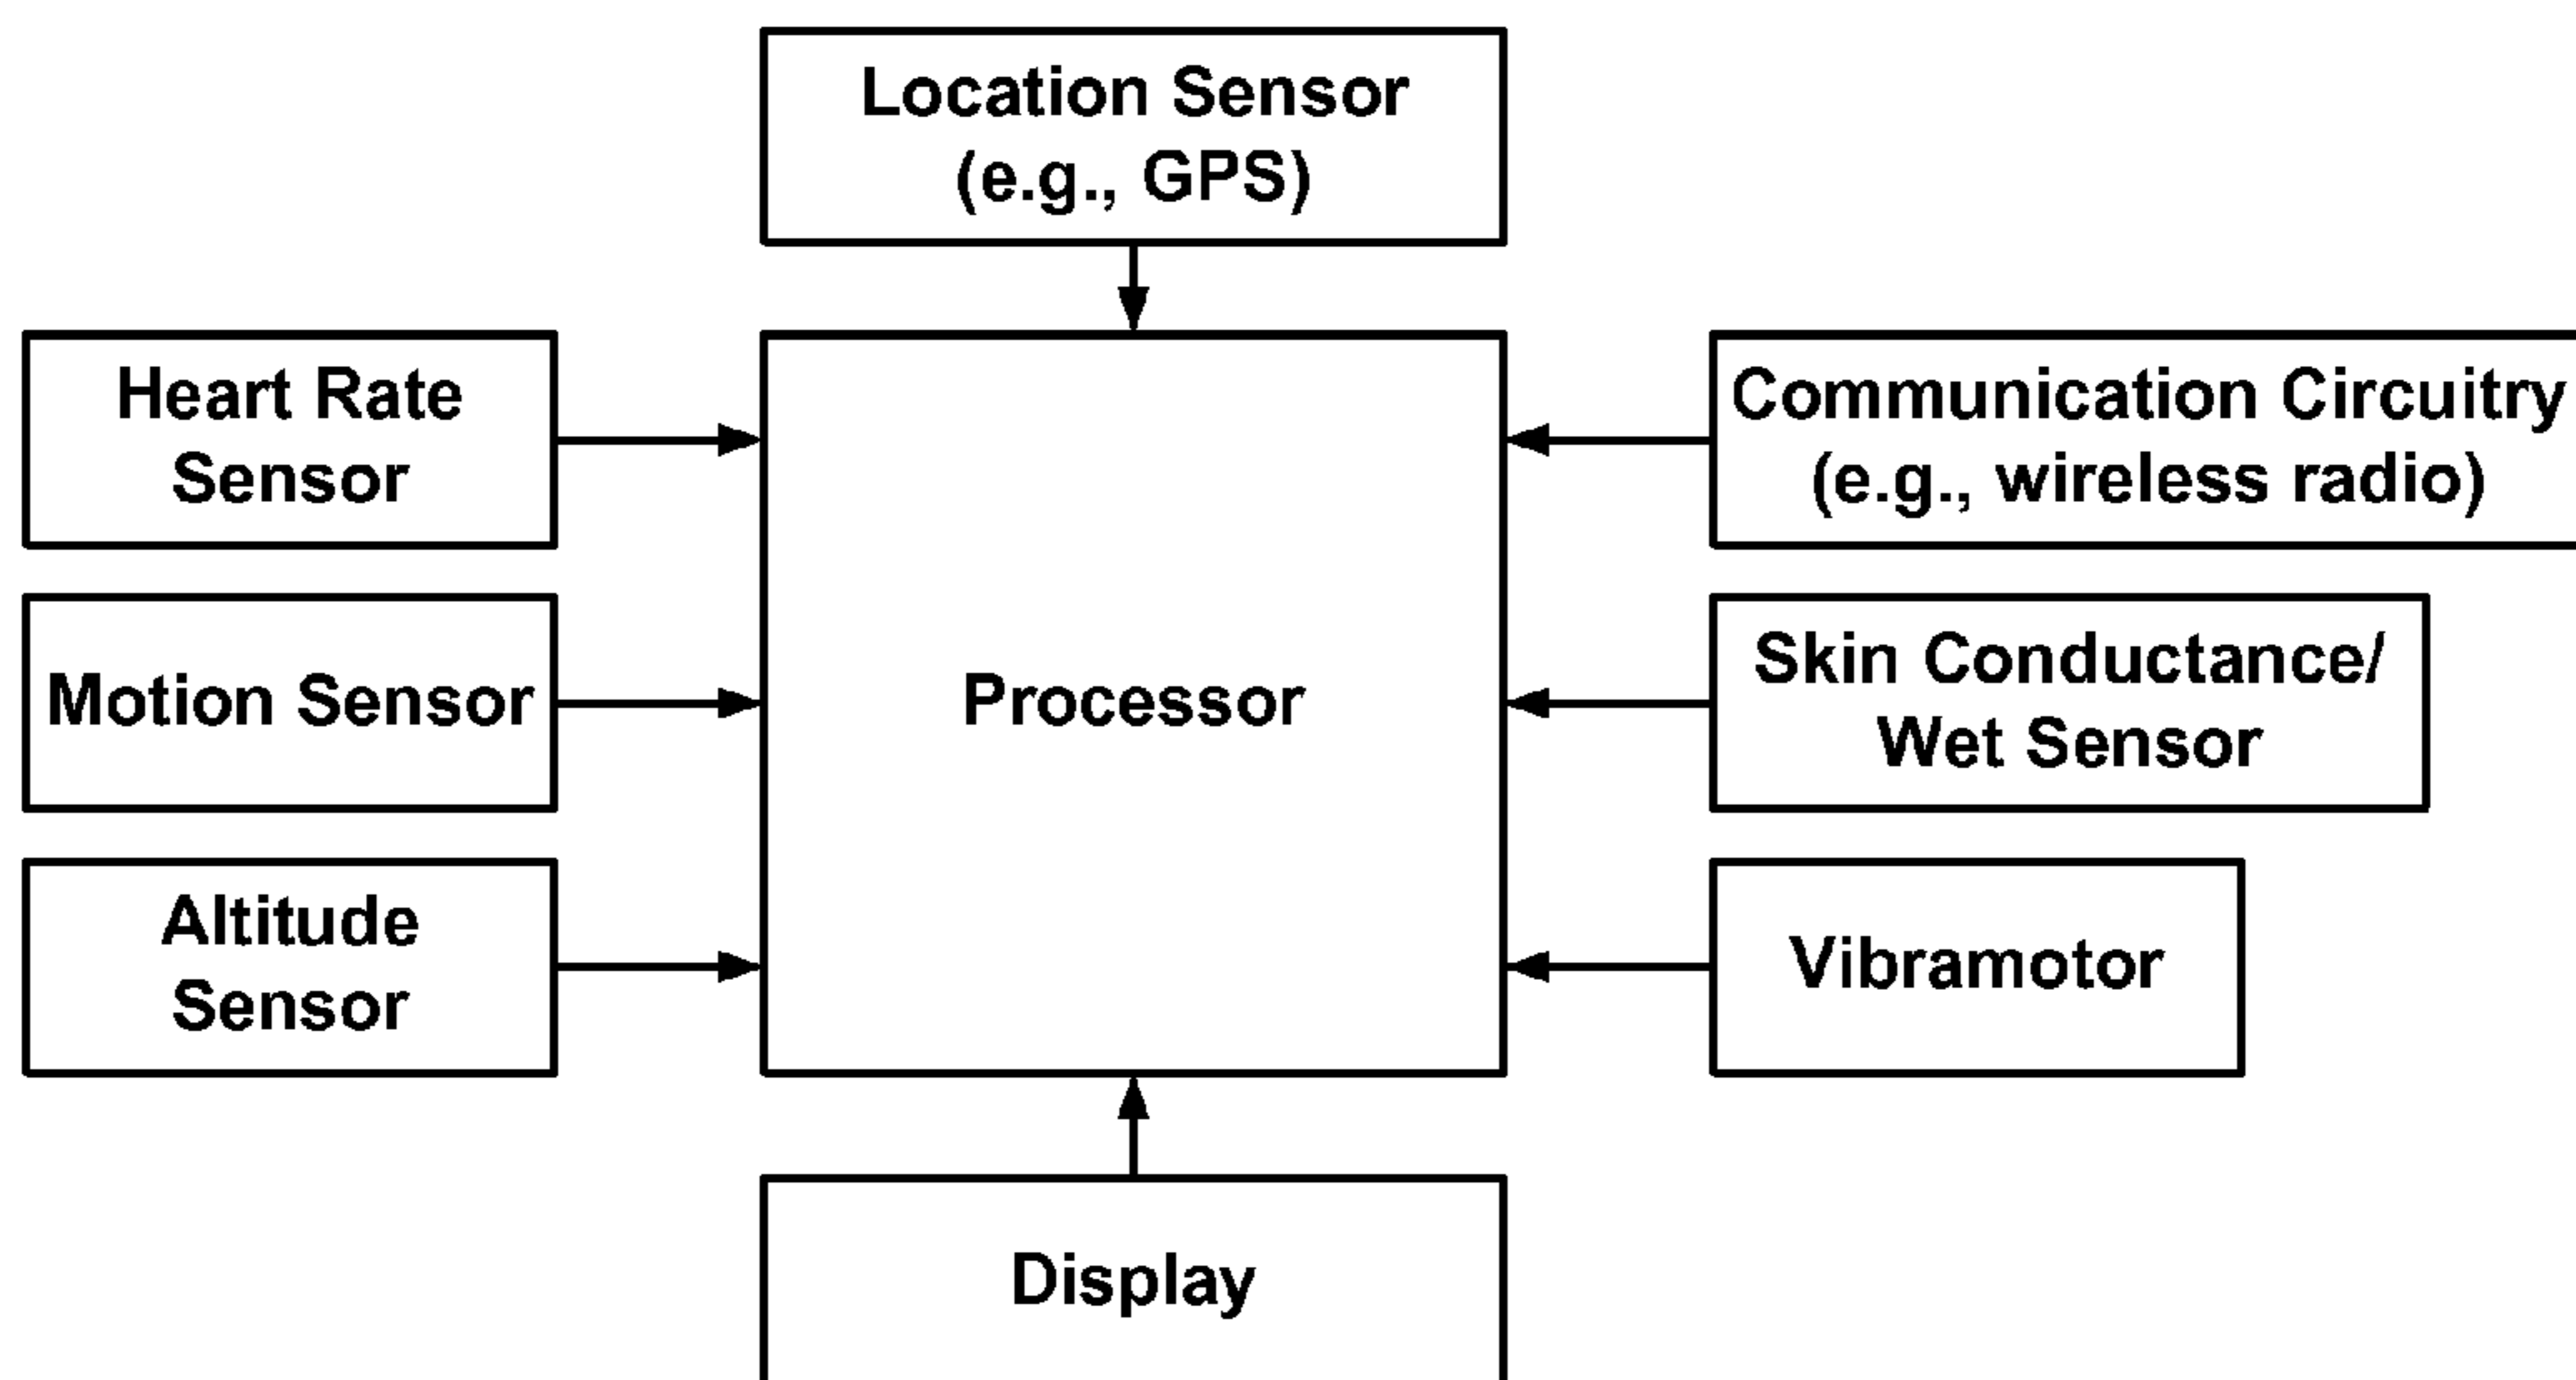 Location Sensor
(e.g., GPS)
Heart Rate
Sensor
Communication Circuitry
(e.g., wireless radio)
Motion Sensor
Processor
Skin Conductance/
Wet Sensor
Altitude
Sensor
Vibramotor
Display